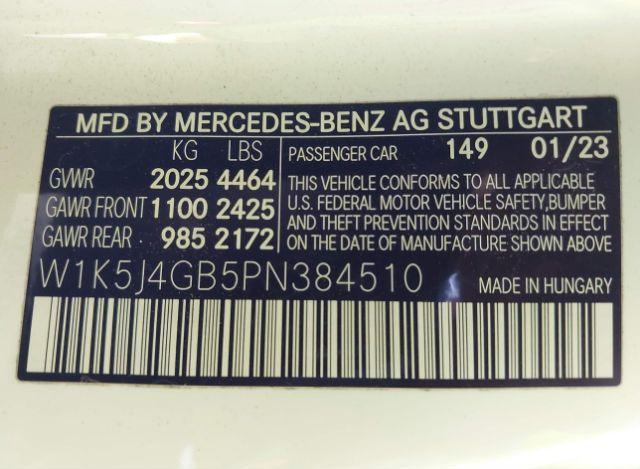 MFD BY MERCEDES-BENZ AG STUTTGART
KG LBS
GVWR 2025 4464
GAWR FRONT 1100 2425
GAWR REAR 985 2172
PASSENGER CAR 149 01/23
THIS VEHICLE CONFORMS TO ALL APPLICABLE
U.S. FEDERAL MOTOR VEHICLE SAFETY,BUMPER
AND THEFT PREVENTION STANDARDS IN EFFECT
ON THE DATE OF MANUFACTURE SHOWN ABOVE
W1K5J4GB5PN384510
MADE IN HUNGARY